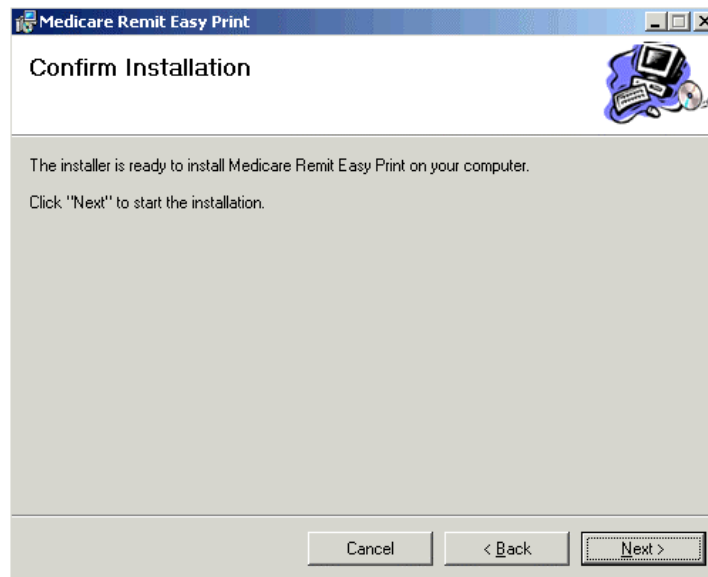 Medicare Remit Easy Print
Confirm Installation
The installer is ready to install Medicare Remit Easy Print on your computer.
Click "Next" to start the installation.
Cancel
< Back
Next >